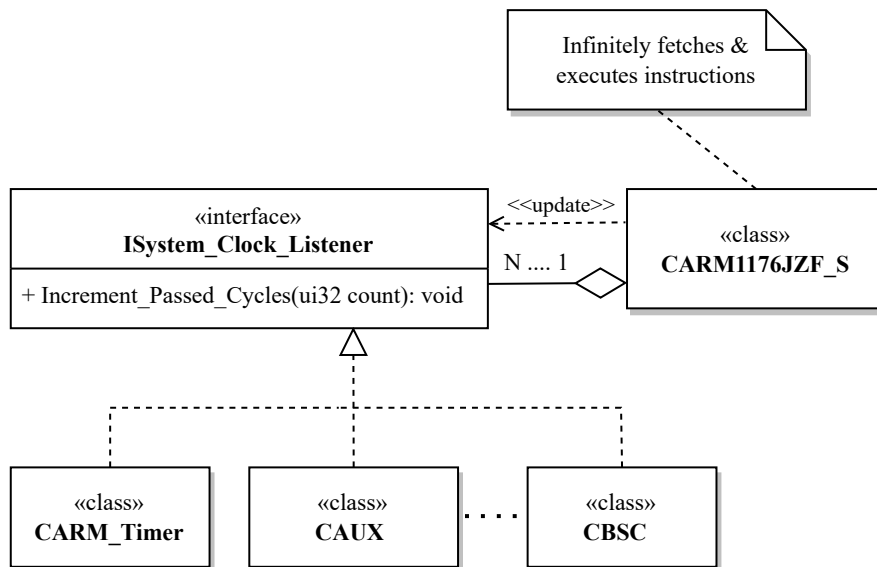 Infinitely fetches &
executes instructions
«interface»
ISystem_Clock_Listener
+ Increment_Passed_Cycles(ui32 count): void
<<update>>
N .... 1
«class»
CARM1176JZF_S
«class»
CARM_Timer
«class»
CAUX
.....
«class»
CBSC